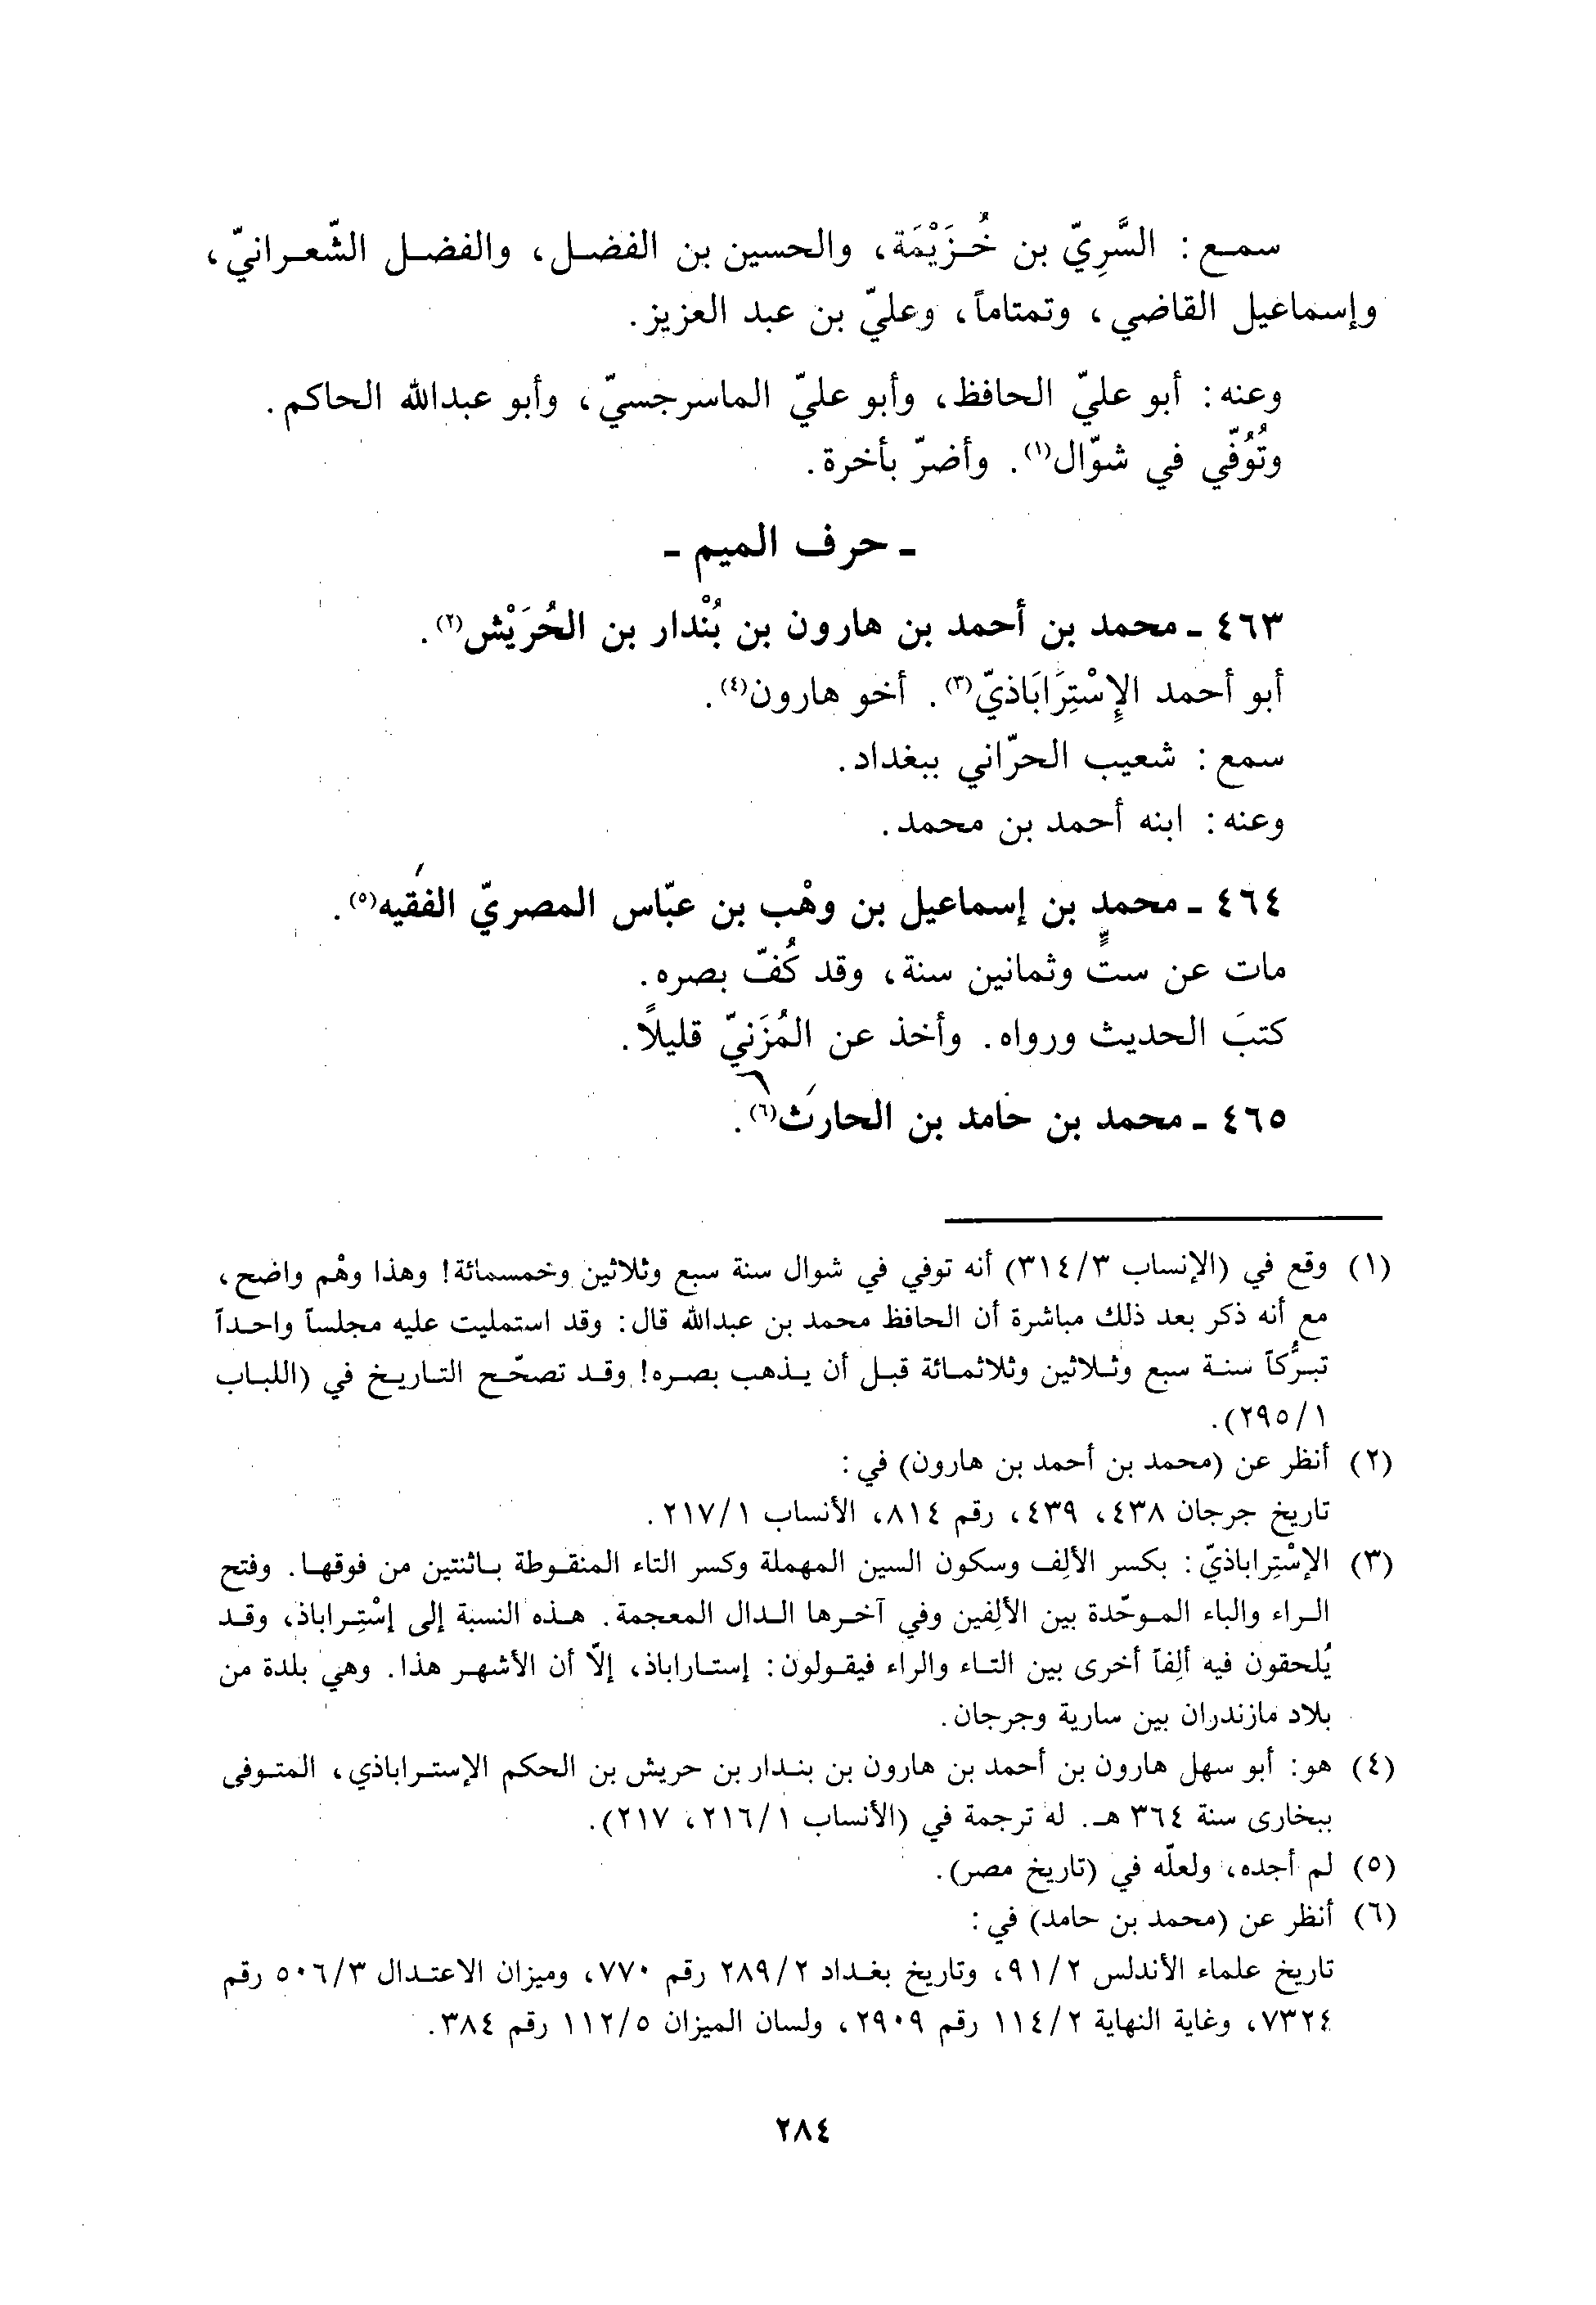 سمع: السَّرِيّ بن خُزَيْمَة، والحسين بن الفضل، والفضل الشّعرانيّ،
وإسماعيل القاضي، وتمتاماً، وعليّ بن عبد العزيز.
وعنه: أبو عليّ الحافظ، وأبو عليّ الماسرجسيّ، وأبو عبدالله الحاكم.
وتُوُفّي في شوّال(١). وأضرّ بأخرة.
ـ حرف الميم ـ
٤٦٣ ـ محمد بن أحمد بن هارون بن بُنْدار بن الحُرَيْش(٢).
أبو أحمد الإِسْتِرَابَاذيّ(٣). أخو هارون(٤).
سمع: شعيب الحرّاني ببغداد.
وعنه: ابنه أحمد بن محمد.
٤٦٤ ـ محمد بن إسماعيل بن وهْب بن عبّاس المصريّ الفقيه(٥).
مات عن ستٍّ وثمانين سنة، وقد كُفّ بصره.
كتب الحديث ورواه. وأخذ عن المُزَنيّ قليلاً.
٤٦٥ ـ محمد بن حامد بن الحارث(٦).
(١) وقع في (الإنساب ٣١٤/٣) أنه توفي في شوال سنة سبع وثلاثين وخمسمائة! وهذا وهْم واضح،
مع أنه ذكر بعد ذلك مباشرة أن الحافظ محمد بن عبدالله قال: وقد استمليت عليه مجلساً واحداً
تبرُّكاً سنة سبع وثلاثين وثلاثمائة قبل أن يذهب بصره! وقد تصحّح التاريخ في (اللباب
٢٩٥/١).
(٢) أنظر عن (محمد بن أحمد بن هارون) في:
تاريخ جرجان ٤٣٨، ٤٣٩، رقم ٨١٤، الأنساب ٢١٧/١.
(٣) الإسْتِراباذيّ: بكسر الألِف وسكون السين المهملة وكسر التاء المنقوطة باثنتين من فوقها. وفتح
الراء والباء الموحّدة بين الألِفين وفي آخرها الدال المعجمة. هذه النسبة إلى إسْتِراباذ، وقد
يُلحقون فيه ألِفاً أخرى بين التاء والراء فيقولون: إستاراباذ، إلّا أن الأشهر هذا. وهي بلدة من
بلاد مازندران بين سارية وجرجان.
(٤) هو: أبو سهل هارون بن أحمد بن هارون بن بندار بن حريش بن الحكم الإستراباذي، المتوفى
ببخارى سنة ٣٦٤ هـ. له ترجمة في (الأنساب ٢١٦/١، ٢١٧).
(٥) لم أجده، ولعلّه في (تاريخ مصر).
(٦) أنظر عن (محمد بن حامد) في:
تاريخ علماء الأندلس ٩١/٢، وتاريخ بغداد ٢٨٩/٢ رقم ٧٧٠، وميزان الاعتدال ٥٠٦/٣ رقم
٧٣٢٤، وغاية النهاية ١١٤/٢ رقم ٢٩٠٩، ولسان الميزان ١١٢/٥ رقم ٣٨٤.
٢٨٤